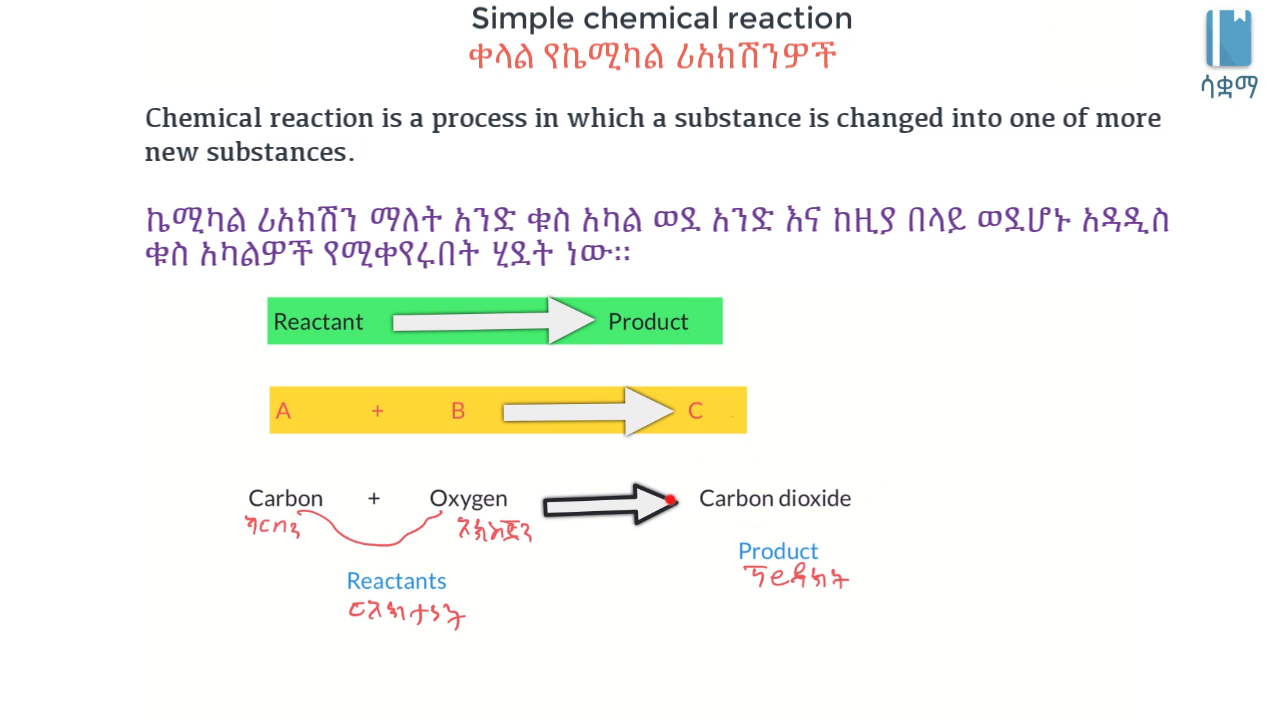 Simple chemical reaction
ቀላል የኬሚካል ሪአክሽንዎች
ሳቋማ
Chemical reaction is a process in which a substance is changed into one of more
new substances.
ኬሚካል ሪአክሽን ማለት አንድ ቁስ አካል ወደ አንድ እና ከዚያ በላይ ወደሆኑ አዳዲስ
ቁስ አካልዎች የሚቀየሩበት ሂደት ነው።
Reactant Product
A + B C
Carbon + Oxygen Carbon dioxide
ካርቦን ኦክስጅን
Product
Reactants